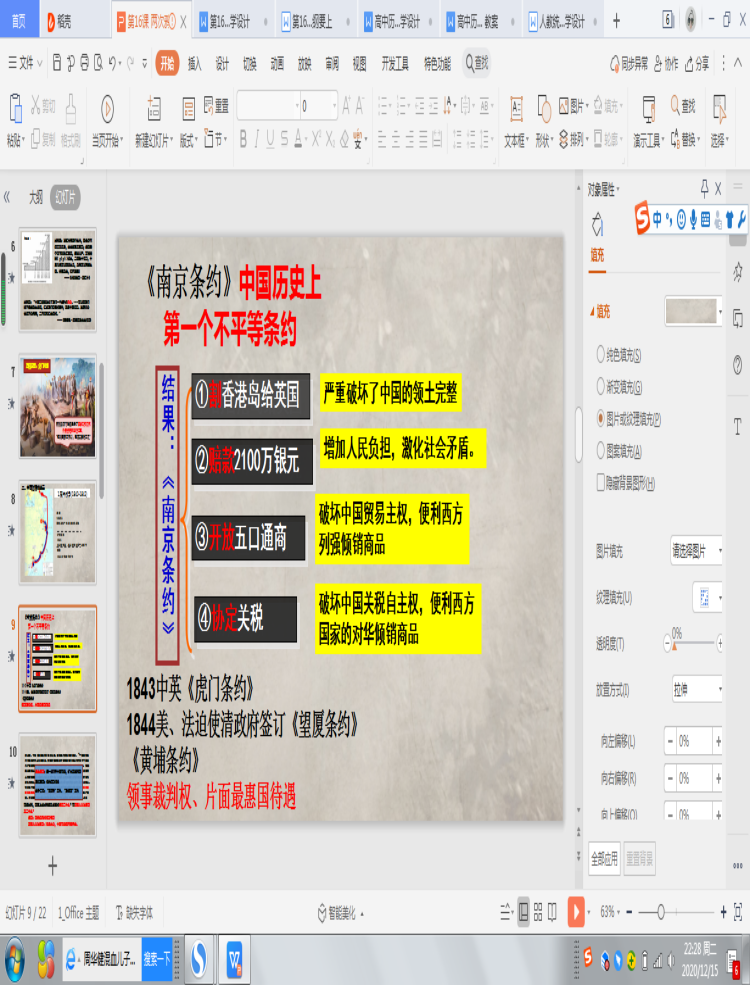 首页
稻壳
第16课 两次
第16...学设计
第16...纲要上
高中历...学设计
高中历... 教案
人教统...学设计
+
6
文件
开始
插入
设计
切换
动画
放映
审阅
视图
开发工具
特色功能
查找
同步异常
协作
分享
粘贴
剪切
复制
格式刷
当页开始
新建幻灯片
版式
重置
节
0
B I U S A X² X₂
文本框
形状
图片
排列
填充
轮廓
演示工具
查找
替换
选择
大纲
幻灯片
6
7
8
9
10
《南京条约》中国历史上
第一个不平等条约
结果：《南京条约》
①割香港岛给英国
严重破坏了中国的领土完整
②赔款2100万银元
增加人民负担，激化社会矛盾。
③开放五口通商
破坏中国贸易主权，便利西方
列强倾销商品
④协定关税
破坏中国关税自主权，便利西方
国家的对华倾销商品
1843中英《虎门条约》
1844美、法迫使清政府签订《望厦条约》
《黄埔条约》
领事裁判权、片面最惠国待遇
对象属性
中
填充
填充
纯色填充(S)
渐变填充(G)
图片或纹理填充(P)
图案填充(A)
隐藏背景图形(H)
图片填充
请选择图片
纹理填充(U)
透明度(T)
0%
放置方式(I)
拉伸
向左偏移(L)
0%
向右偏移(R)
0%
向上偏移(O)
0%
全部应用
重置背景
幻灯片 9 / 22
1_Office 主题
缺失字体
智能美化
63%
周华健混血儿子...
搜索一下
22:28 周二
2020/12/15
6